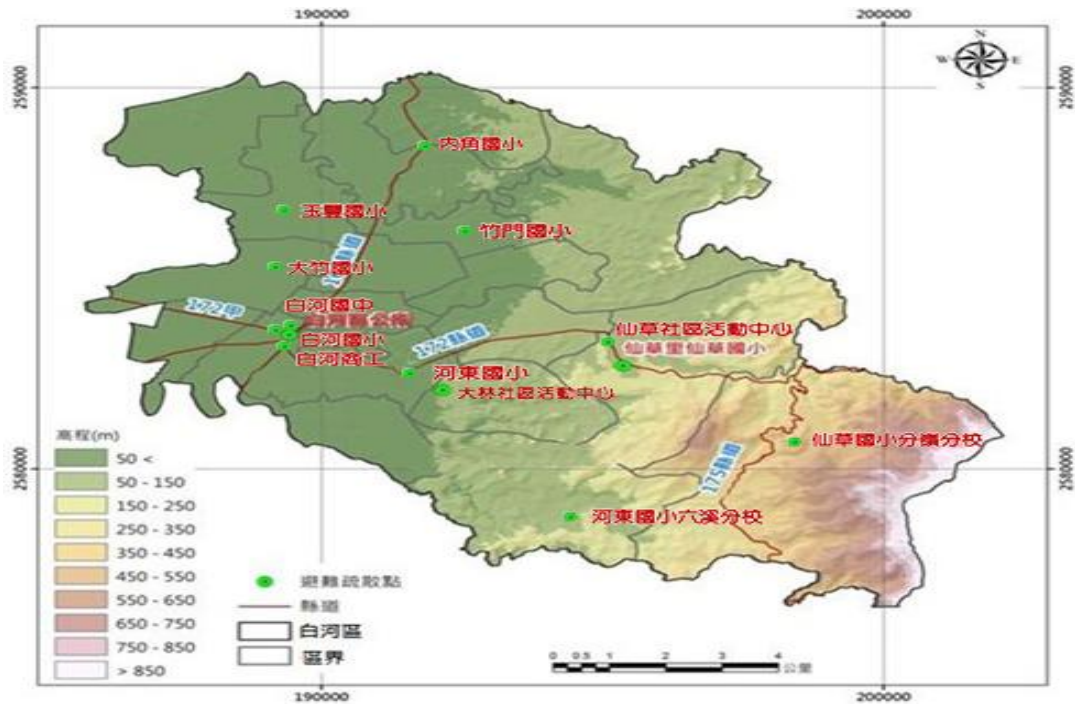 190000
200000
N
W
E
S
2590000
2590000
內角國小
玉豐國小
竹門國小
大竹國小
172甲
白河國中
白河國小
白河商工
172縣道
仙草社區活動中心
仙草里仙草國小
河東國小
大林社區活動中心
仙草國小分嶺分校
175縣道
2580000
2580000
河東國小六溪分校
高程(m)
50 <
50 - 150
150 - 250
250 - 350
350 - 450
450 - 550
550 - 650
650 - 750
750 - 850
> 850
避難疏散點
縣道
白河區
區界
0 0.5 1 2 3 4
公里
190000
200000